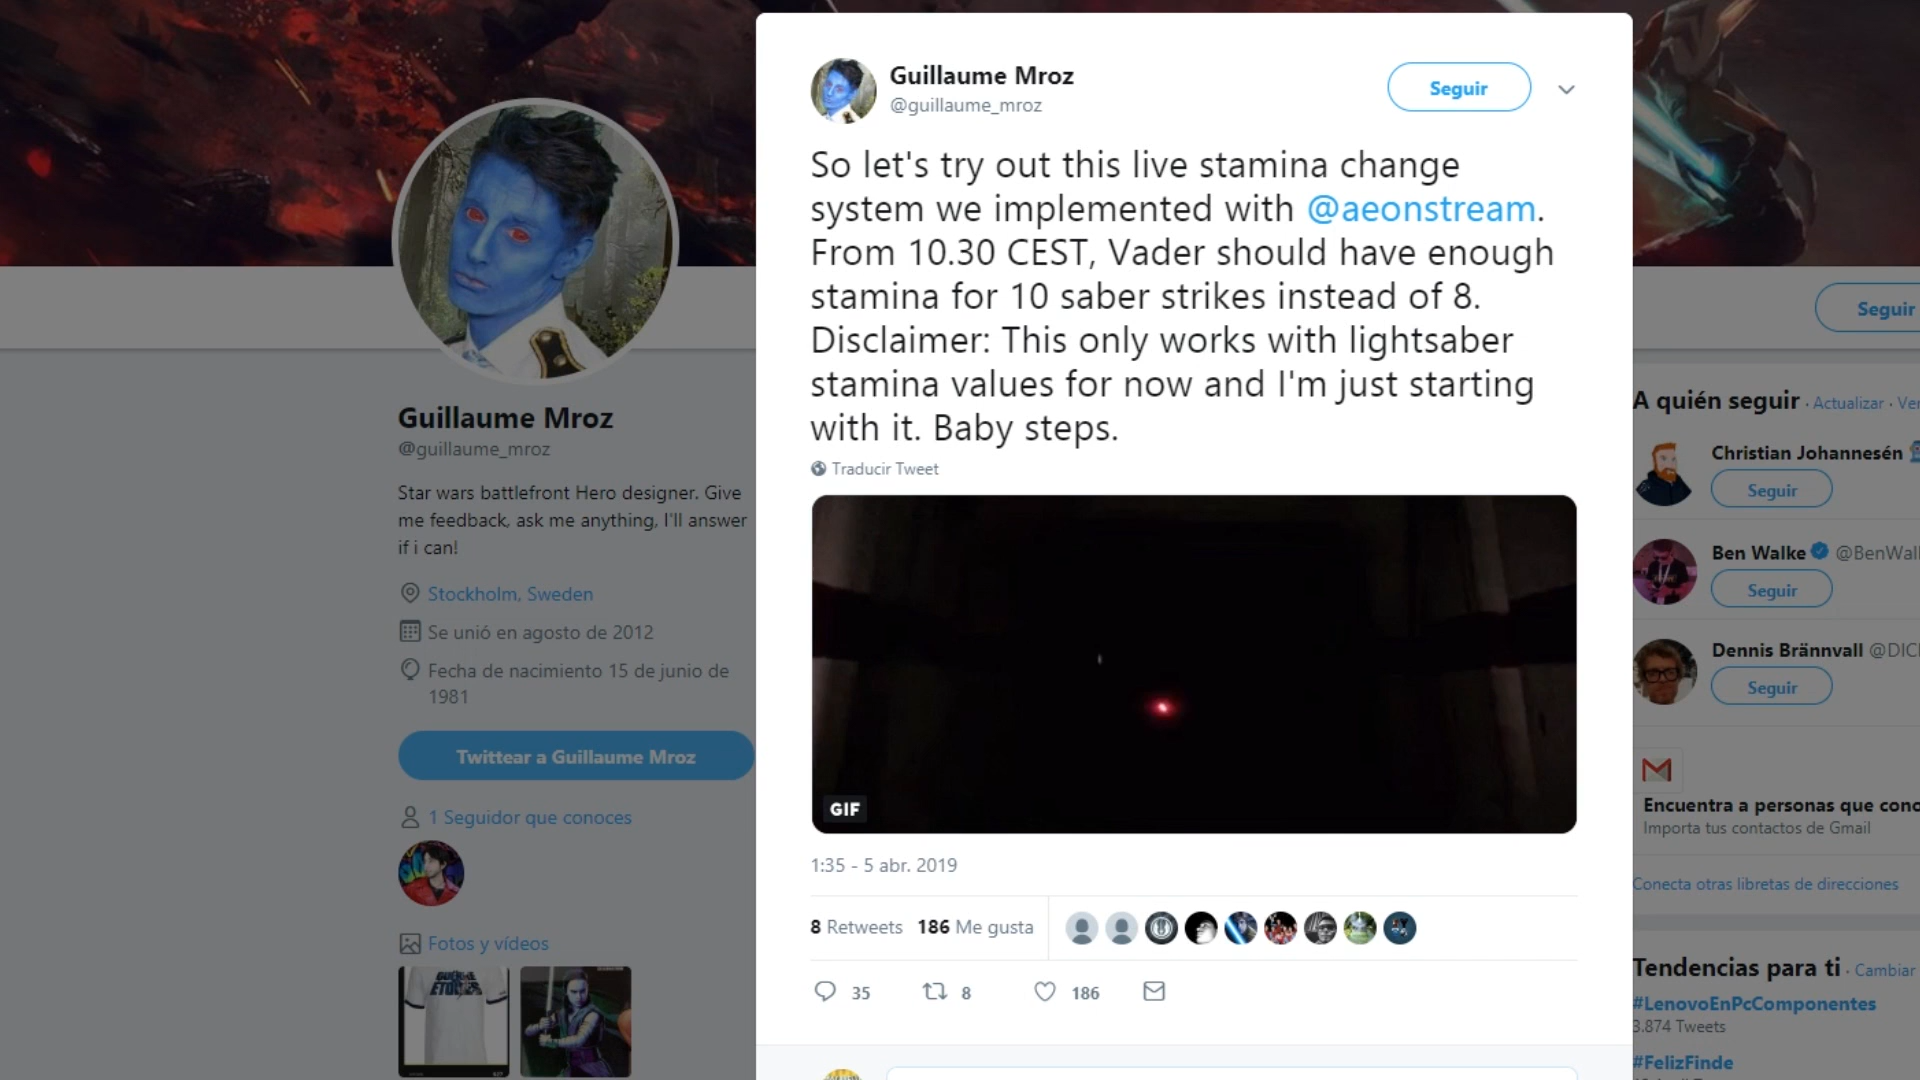 Guillaume Mroz
@guillaume_mroz
Star wars battlefront Hero designer. Give
me feedback, ask me anything, I'll answer
if i can!
Stockholm, Sweden
Se unió en agosto de 2012
Fecha de nacimiento 15 de junio de
1981
Twittear a Guillaume Mroz
1 Seguidor que conoces
Fotos y vídeos
Guillaume Mroz
@guillaume_mroz
Seguir
So let's try out this live stamina change
system we implemented with @aeonstream.
From 10.30 CEST, Vader should have enough
stamina for 10 saber strikes instead of 8.
Disclaimer: This only works with lightsaber
stamina values for now and I'm just starting
with it. Baby steps.
Traducir Tweet
GIF
1:35 - 5 abr. 2019
8 Retweets 186 Me gusta
35 8 186
Seguir
A quién seguir · Actualizar · Ver
Christian Johannesén
Seguir
Ben Walke @BenWalk
Seguir
Dennis Brännvall @DICE
Seguir
Encuentra a personas que cono
Importa tus contactos de Gmail
Conecta otras libretas de direcciones
Tendencias para ti · Cambiar
#LenovoEnPcComponentes
3.874 Tweets
#FelizFinde